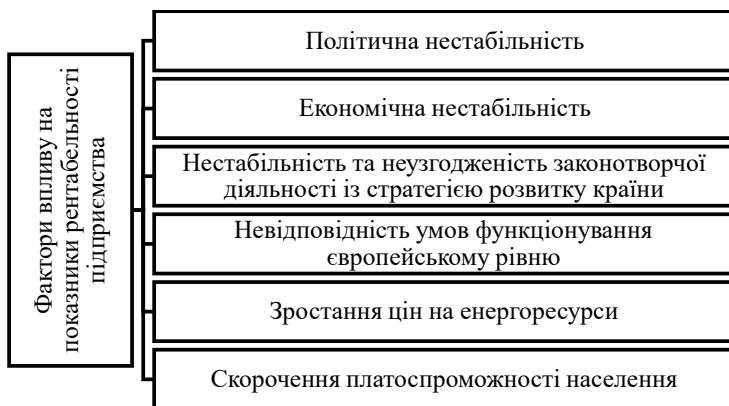 Фактори впливу на
показники рентабельності
підприємства
Політична нестабільність
Економічна нестабільність
Нестабільність та неузгодженість законотворчої
діяльності із стратегією розвитку країни
Невідповідність умов функціонування
європейському рівню
Зростання цін на енергоресурси
Скорочення платоспроможності населення